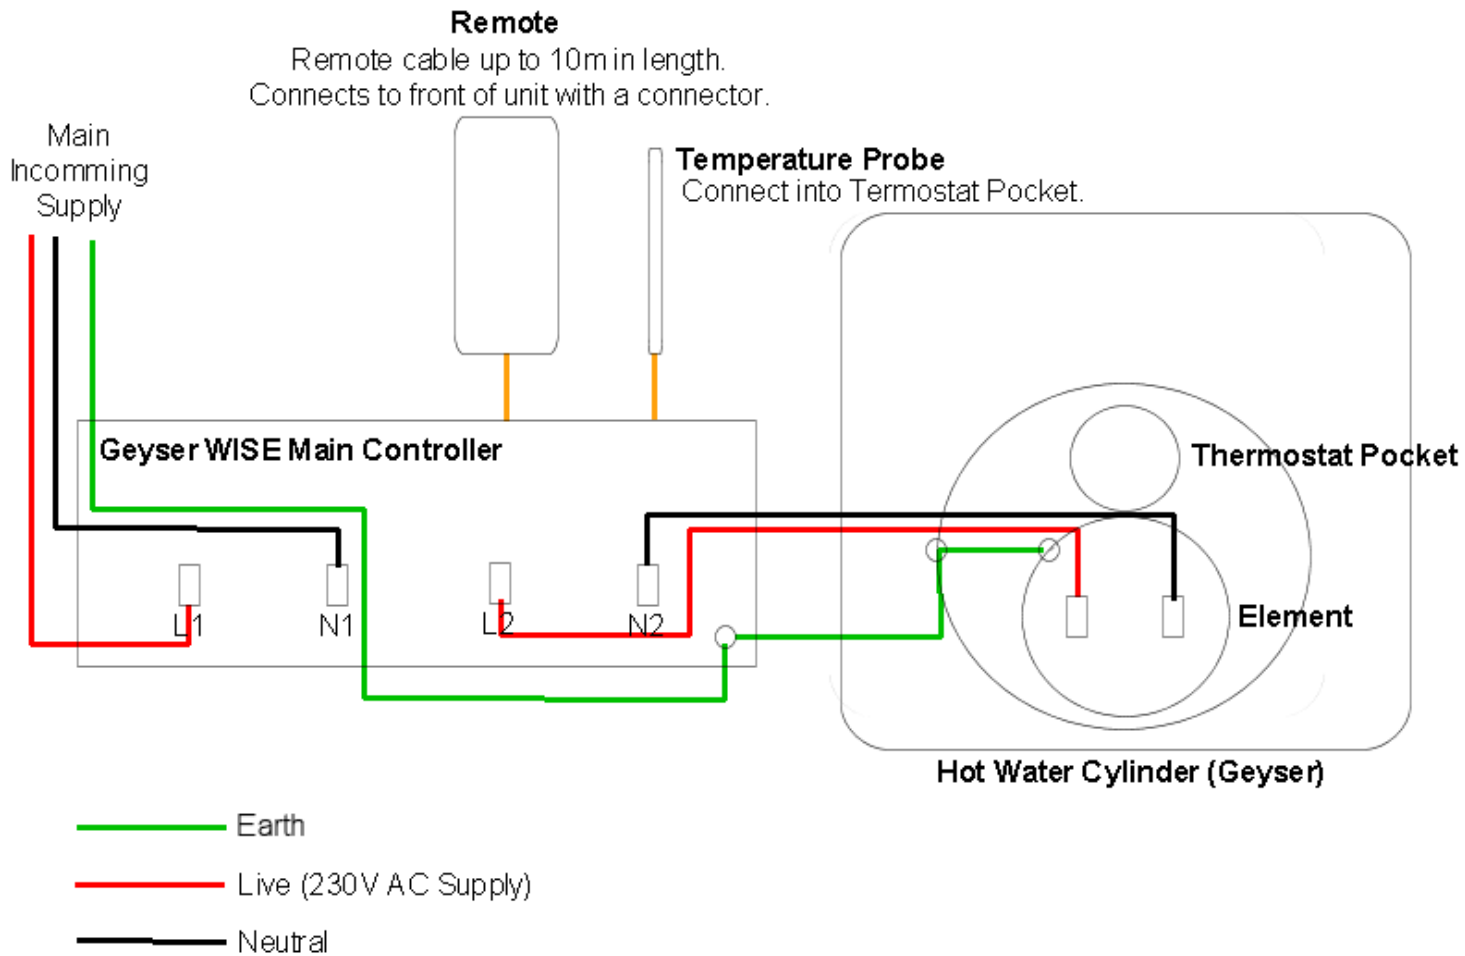 Remote
Remote cable up to 10m in length.
Connects to front of unit with a connector.
Main
Incomming
Supply
Temperature Probe
Connect into Termostat Pocket.
Geyser WISE Main Controller
Thermostat Pocket
L1
N1
L2
N2
Element
Hot Water Cylinder (Geyser)
Earth
Live (230V AC Supply)
Neutral